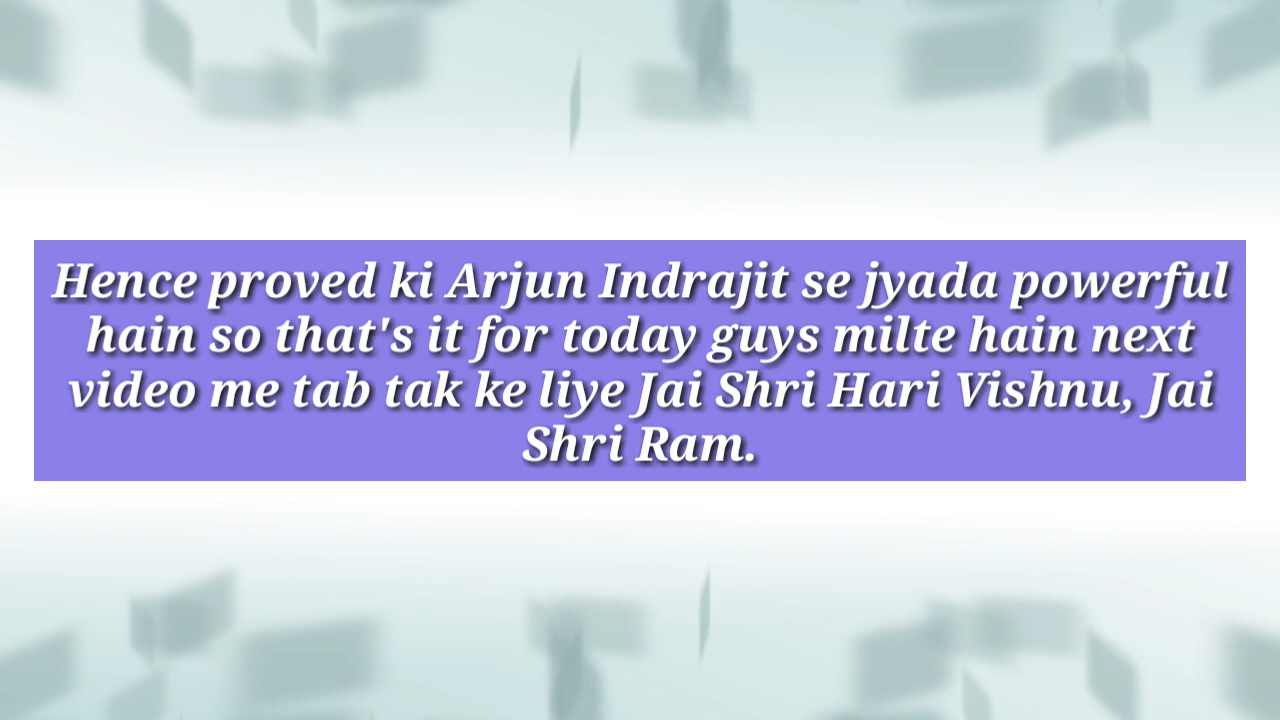 Hence proved ki Arjun Indrajit se jyada powerful
hain so that's it for today guys milte hain next
video me tab tak ke liye Jai Shri Hari Vishnu, Jai
Shri Ram.